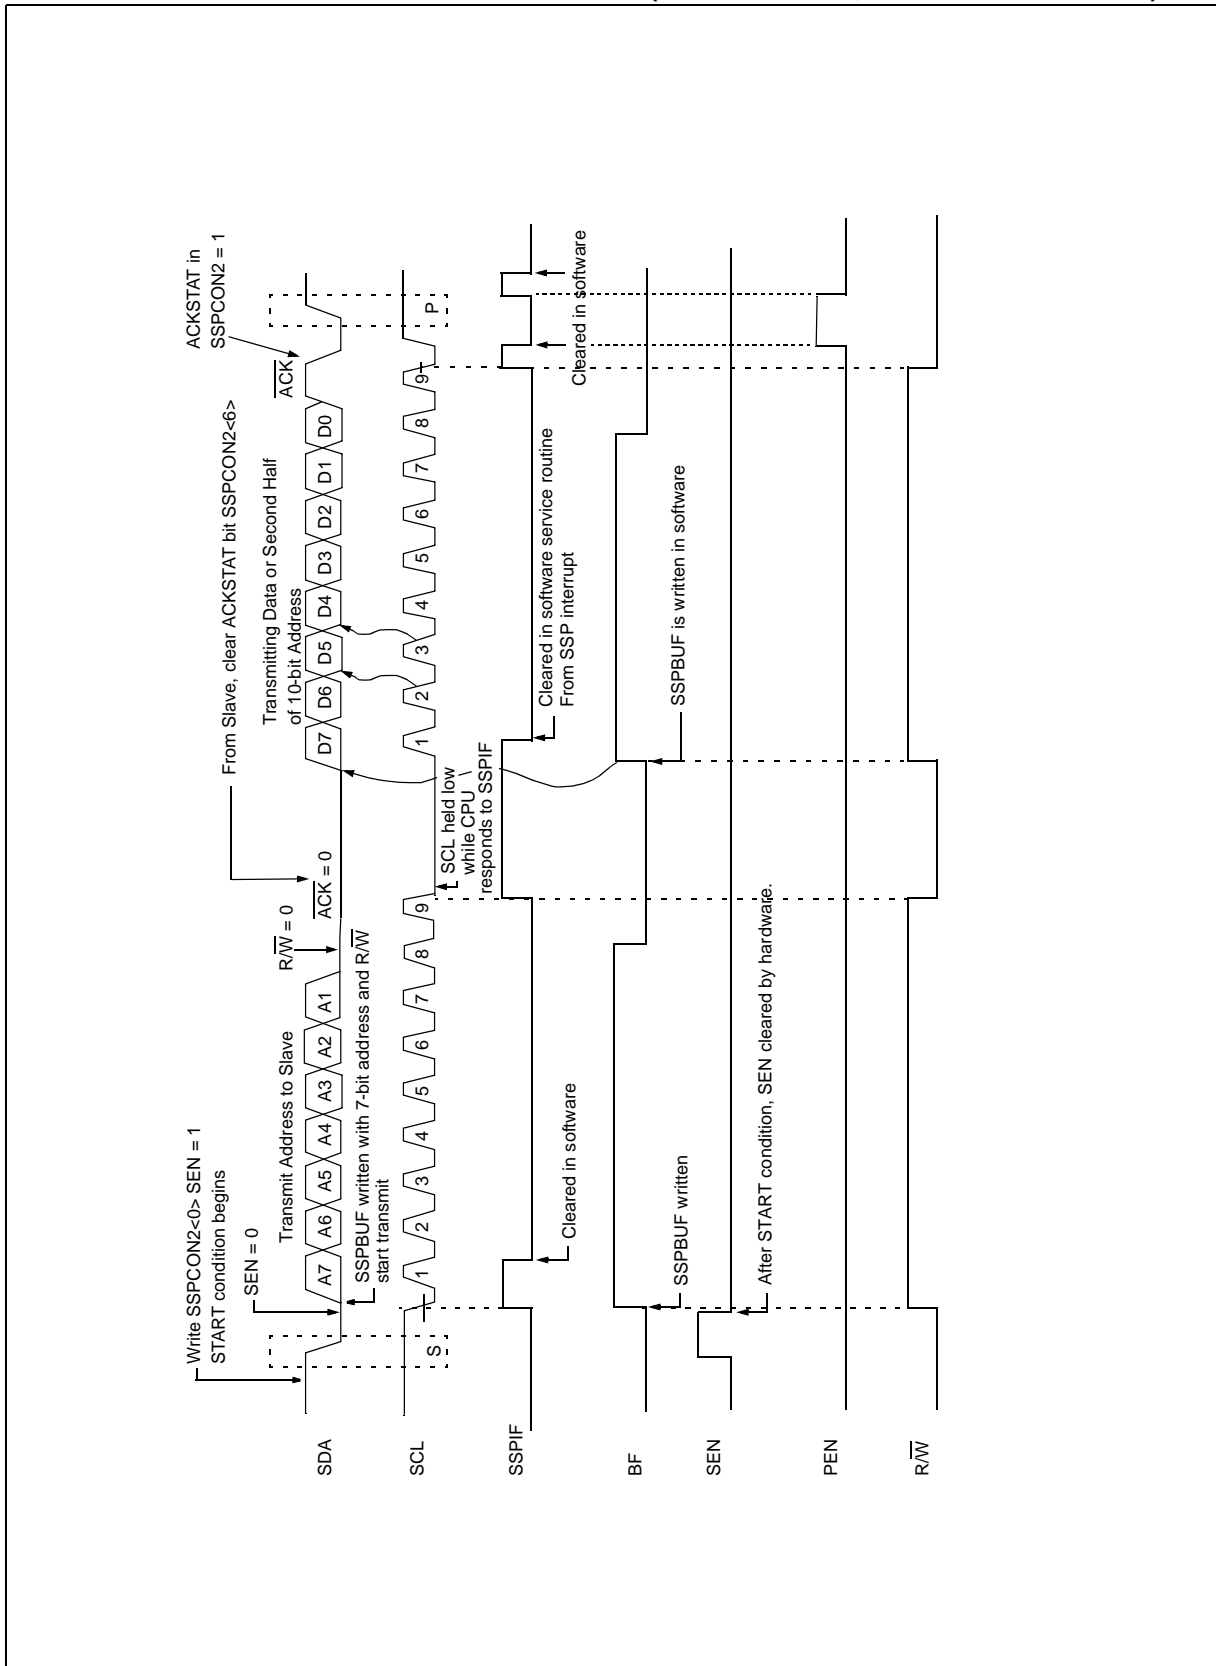 Write SSPCON2<0> SEN = 1
START condition begins
From Slave, clear ACKSTAT bit SSPCON2<6>
ACKSTAT in
SSPCON2 = 1
SEN = 0
Transmit Address to Slave
R/W = 0
ACK = 0
Transmitting Data or Second Half
of 10-bit Address
ACK
SDA
A7 A6 A5 A4 A3 A2 A1
D7 D6 D5 D4 D3 D2 D1 D0
SSPBUF written with 7-bit address and R/W
start transmit
SCL
S
1 2 3 4 5 6 7 8 9
1 2 3 4 5 6 7 8 9
P
SCL held low
while CPU
responds to SSPIF
SSPIF
Cleared in software
Cleared in software service routine
From SSP interrupt
Cleared in software
BF
SSPBUF written
SSPBUF is written in software
SEN
After START condition, SEN cleared by hardware.
PEN
R/W